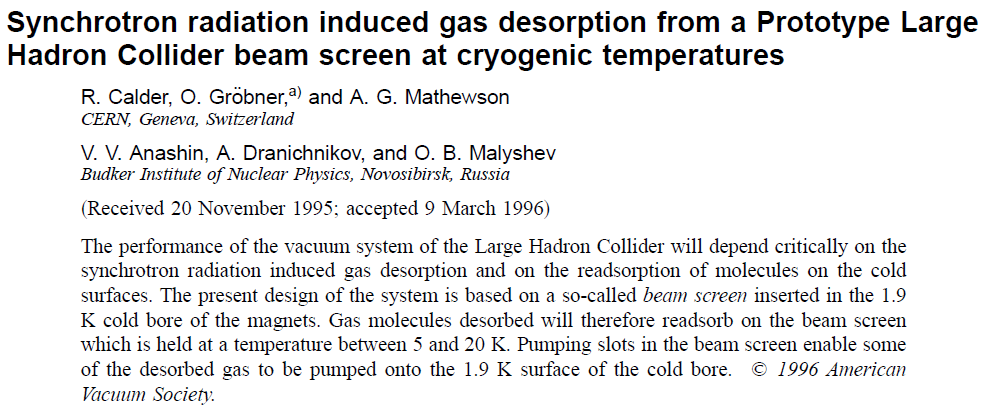 Synchrotron radiation induced gas desorption from a Prototype Large
Hadron Collider beam screen at cryogenic temperatures
R. Calder, O. Gröbner,a) and A. G. Mathewson
CERN, Geneva, Switzerland
V. V. Anashin, A. Dranichnikov, and O. B. Malyshev
Budker Institute of Nuclear Physics, Novosibirsk, Russia
(Received 20 November 1995; accepted 9 March 1996)
The performance of the vacuum system of the Large Hadron Collider will depend critically on the
synchrotron radiation induced gas desorption and on the readsorption of molecules on the cold
surfaces. The present design of the system is based on a so-called beam screen inserted in the 1.9
K cold bore of the magnets. Gas molecules desorbed will therefore readsorb on the beam screen
which is held at a temperature between 5 and 20 K. Pumping slots in the beam screen enable some
of the desorbed gas to be pumped onto the 1.9 K surface of the cold bore. © 1996 American
Vacuum Society.